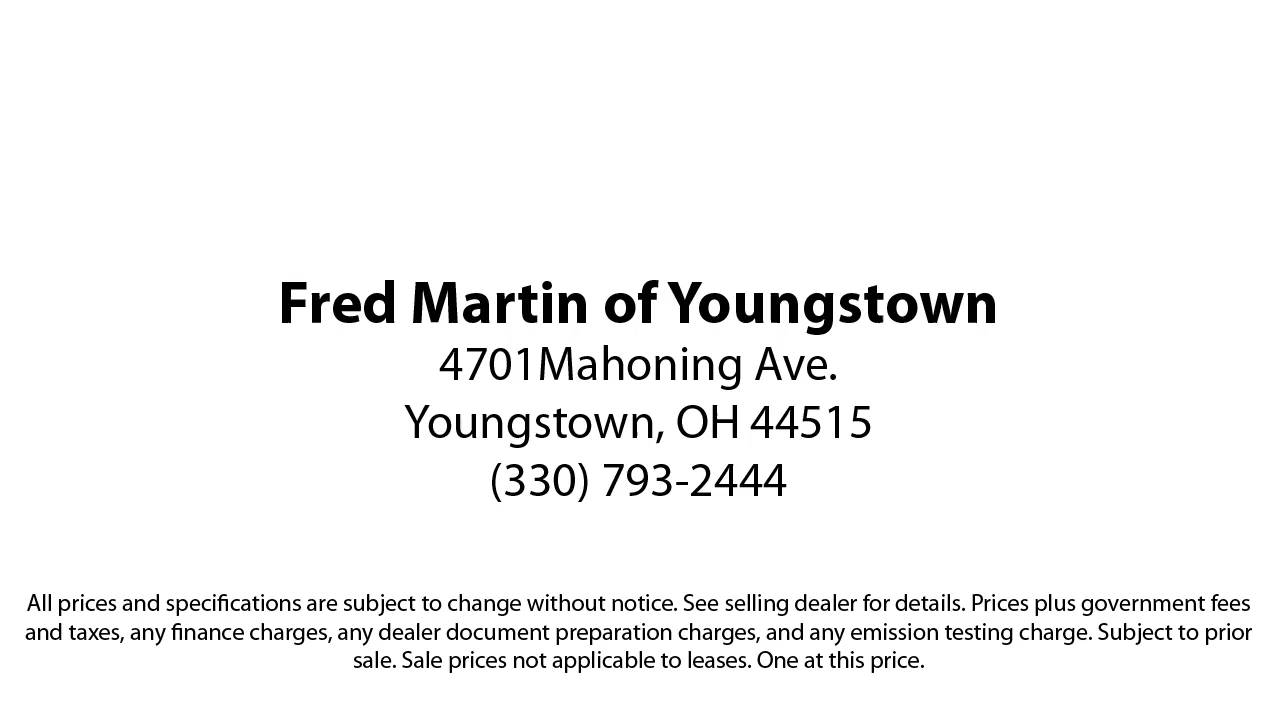 Fred Martin of Youngstown
4701Mahoning Ave.
Youngstown, OH 44515
(330) 793-2444
All prices and specifications are subject to change without notice. See selling dealer for details. Prices plus government fees
and taxes, any finance charges, any dealer document preparation charges, and any emission testing charge. Subject to prior
sale. Sale prices not applicable to leases. One at this price.